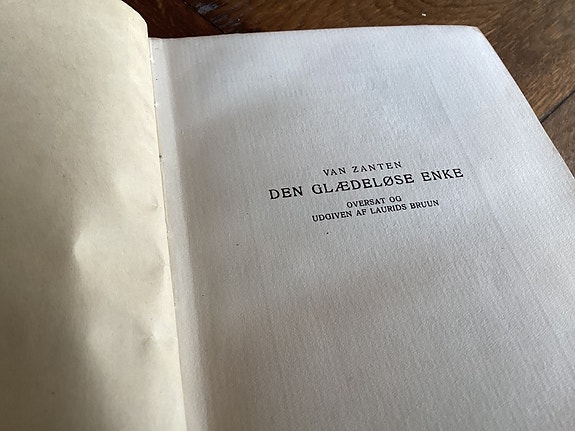 VAN ZANTEN
DEN GLÆDELØSE ENKE
OVERSAT OG
UDGIVEN AF LAURIDS BRUUN